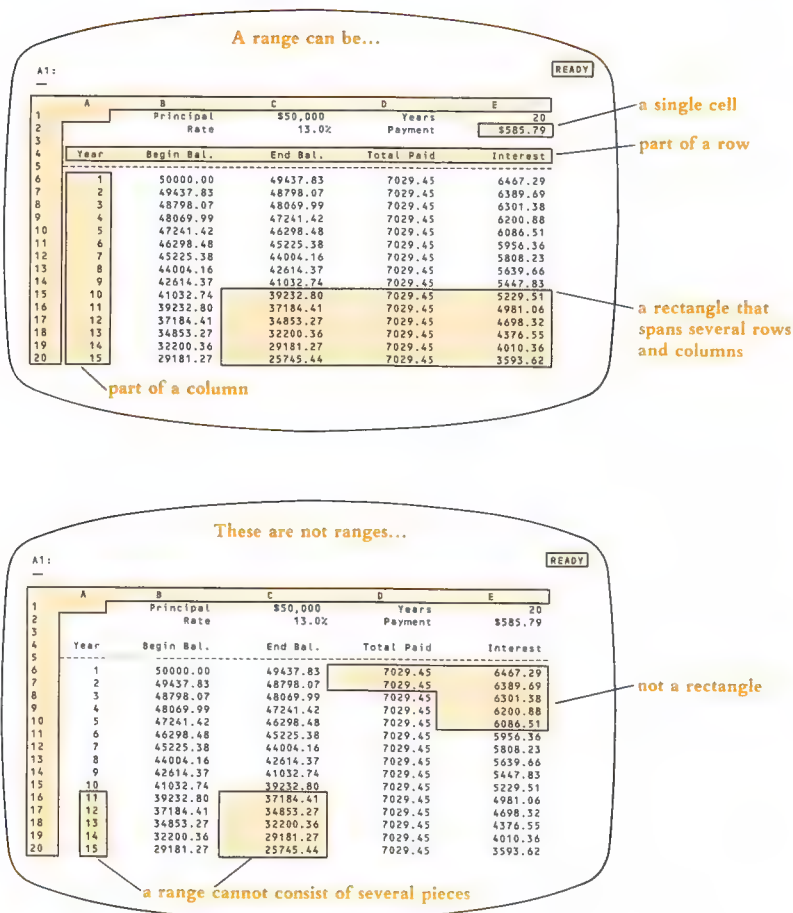 A range can be...
A1:
READY
A B C D E
1 Principal $50,000 Years 20
2 Rate 13.0% Payment $585.79
3
4 Year Begin Bal. End Bal. Total Paid Interest
5 --------------------------------------------------------------------
6 1 50000.00 49437.83 7029.45 6467.29
7 2 49437.83 48798.07 7029.45 6389.69
8 3 48798.07 48069.99 7029.45 6301.38
9 4 48069.99 47241.42 7029.45 6200.88
10 5 47241.42 46298.48 7029.45 6086.51
11 6 46298.48 45225.38 7029.45 5956.36
12 7 45225.38 44004.16 7029.45 5808.23
13 8 44004.16 42614.37 7029.45 5639.66
14 9 42614.37 41032.74 7029.45 5447.83
15 10 41032.74 39232.80 7029.45 5229.51
16 11 39232.80 37184.41 7029.45 4981.06
17 12 37184.41 34853.27 7029.45 4698.32
18 13 34853.27 32200.36 7029.45 4376.55
19 14 32200.36 29181.27 7029.45 4010.36
20 15 29181.27 25745.44 7029.45 3593.62
a single cell
part of a row
a rectangle that
spans several rows
and columns
part of a column
These are not ranges...
A1:
READY
A B C D E
1 Principal $50,000 Years 20
2 Rate 13.0% Payment $585.79
3
4 Year Begin Bal. End Bal. Total Paid Interest
5 --------------------------------------------------------------------
6 1 50000.00 49437.83 7029.45 6467.29
7 2 49437.83 48798.07 7029.45 6389.69
8 3 48798.07 48069.99 7029.45 6301.38
9 4 48069.99 47241.42 7029.45 6200.88
10 5 47241.42 46298.48 7029.45 6086.51
11 6 46298.48 45225.38 7029.45 5956.36
12 7 45225.38 44004.16 7029.45 5808.23
13 8 44004.16 42614.37 7029.45 5639.66
14 9 42614.37 41032.74 7029.45 5447.83
15 10 41032.74 39232.80 7029.45 5229.51
16 11 39232.80 37184.41 7029.45 4981.06
17 12 37184.41 34853.27 7029.45 4698.32
18 13 34853.27 32200.36 7029.45 4376.55
19 14 32200.36 29181.27 7029.45 4010.36
20 15 29181.27 25745.44 7029.45 3593.62
not a rectangle
a range cannot consist of several pieces